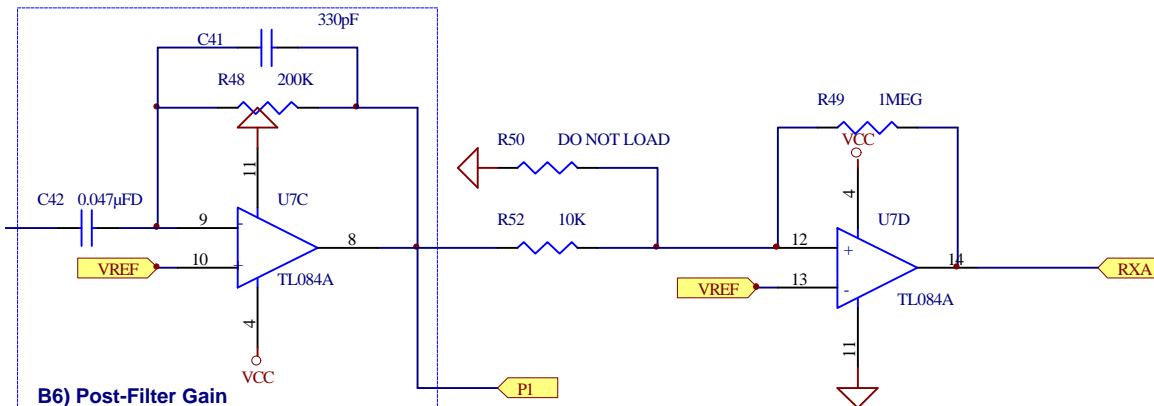 330pF
C41
R48 200K
R49 1MEG
VCC
R50 DO NOT LOAD
11
4
C42 0.047µFD
U7C
U7D
9
-
R52 10K
8
12
+
VREF
10
+
14
RXA
TL084A
VREF
13
-
TL084A
4
11
VCC
P1
B6) Post-Filter Gain